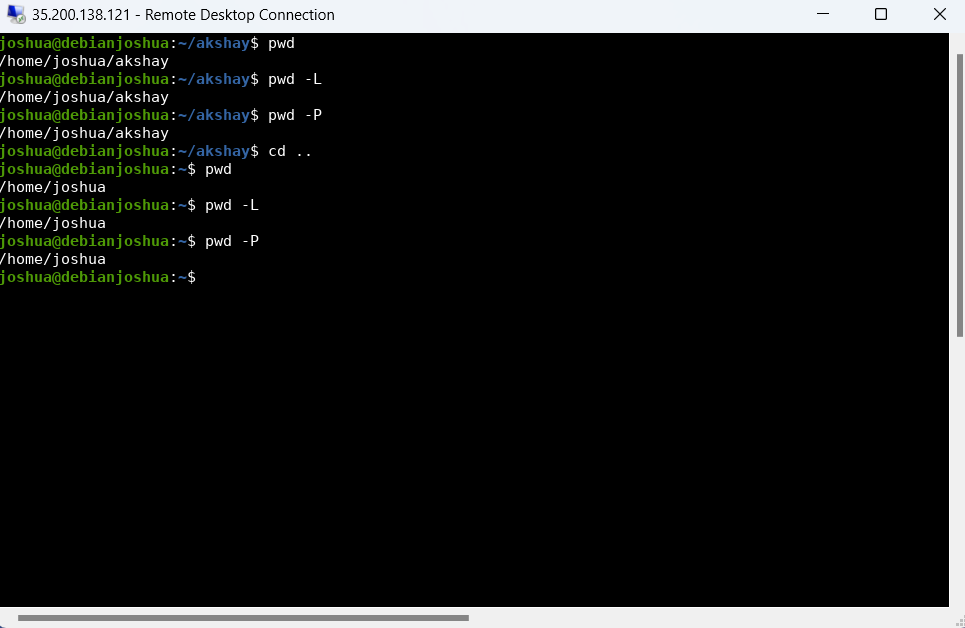 35.200.138.121 - Remote Desktop Connection
joshua@debianjoshua:~/akshay$ pwd
/home/joshua/akshay
joshua@debianjoshua:~/akshay$ pwd -L
/home/joshua/akshay
joshua@debianjoshua:~/akshay$ pwd -P
/home/joshua/akshay
joshua@debianjoshua:~/akshay$ cd ..
joshua@debianjoshua:~$ pwd
/home/joshua
joshua@debianjoshua:~$ pwd -L
/home/joshua
joshua@debianjoshua:~$ pwd -P
/home/joshua
joshua@debianjoshua:~$